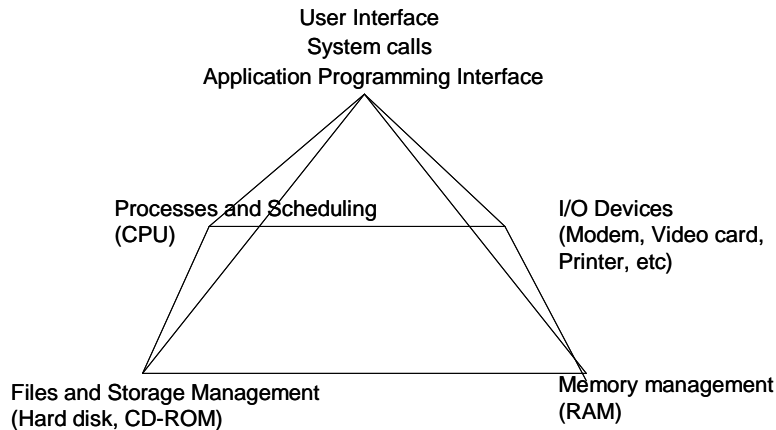 User Interface
System calls
Application Programming Interface
Processes and Scheduling
(CPU)
I/O Devices
(Modem, Video card,
Printer, etc)
Files and Storage Management
(Hard disk, CD-ROM)
Memory management
(RAM)